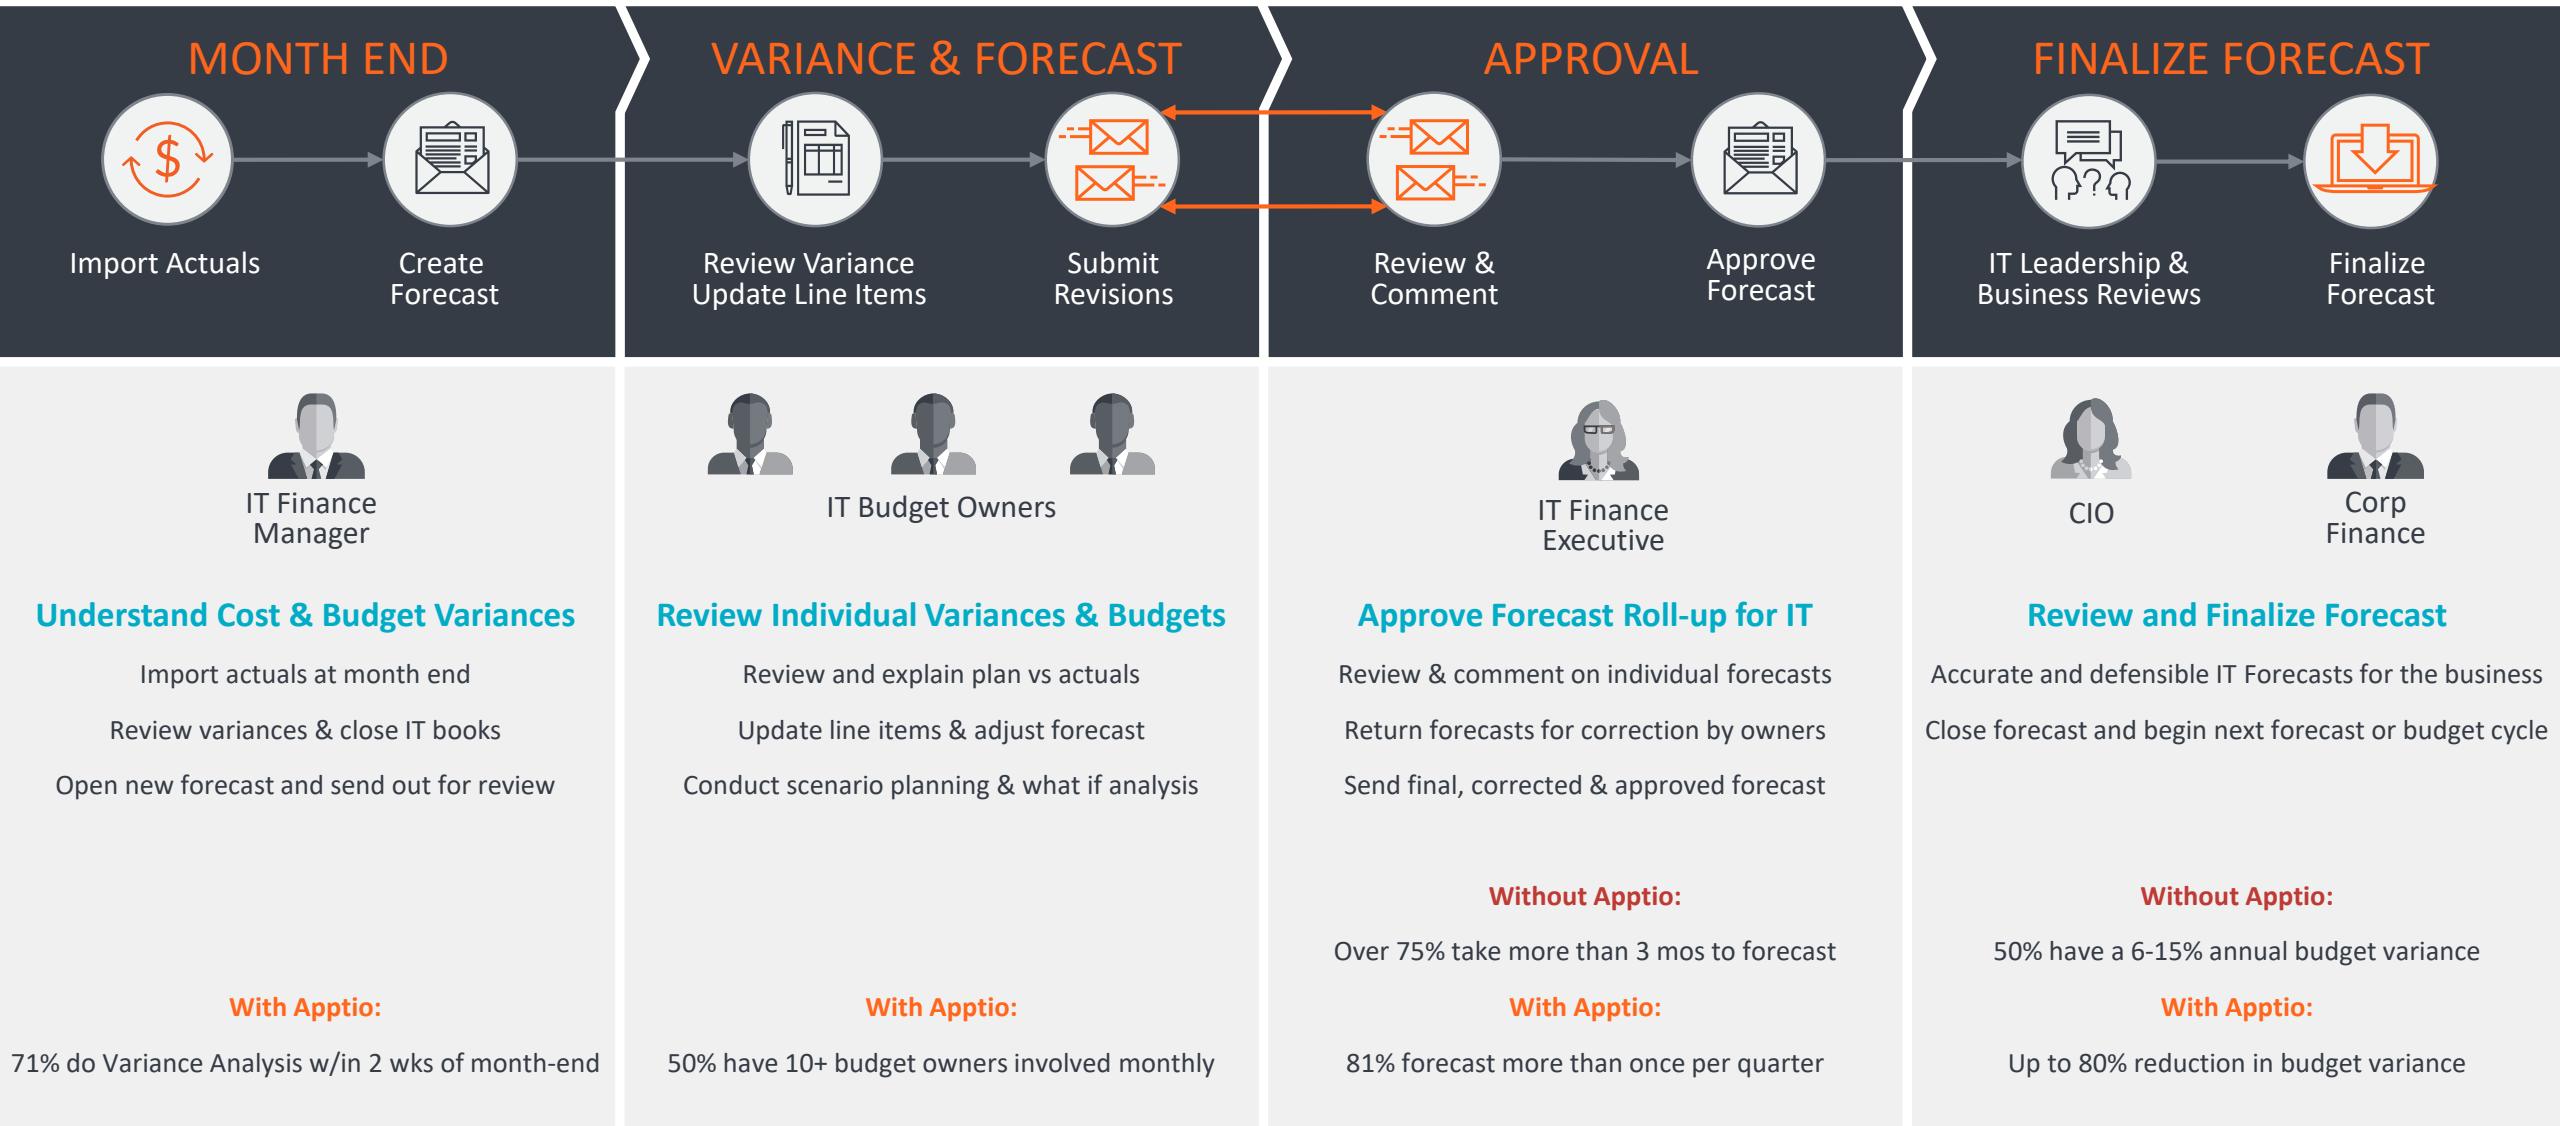 MONTH END
VARIANCE & FORECAST
APPROVAL
FINALIZE FORECAST
$
Import Actuals
Create
Forecast
Review Variance
Update Line Items
Submit
Revisions
Review &
Comment
Approve
Forecast
IT Leadership &
Business Reviews
?
Finalize
Forecast
IT Finance
Manager
Understand Cost & Budget Variances
Import actuals at month end
Review variances & close IT books
Open new forecast and send out for review
With Apptio:
71% do Variance Analysis w/in 2 wks of month-end
IT Budget Owners
Review Individual Variances & Budgets
Review and explain plan vs actuals
Update line items & adjust forecast
Conduct scenario planning & what if analysis
With Apptio:
50% have 10+ budget owners involved monthly
IT Finance
Executive
Approve Forecast Roll-up for IT
Review & comment on individual forecasts
Return forecasts for correction by owners
Send final, corrected & approved forecast
Without Apptio:
Over 75% take more than 3 mos to forecast
With Apptio:
81% forecast more than once per quarter
CIO
Corp
Finance
Review and Finalize Forecast
Accurate and defensible IT Forecasts for the business
Close forecast and begin next forecast or budget cycle
Without Apptio:
50% have a 6-15% annual budget variance
With Apptio:
Up to 80% reduction in budget variance